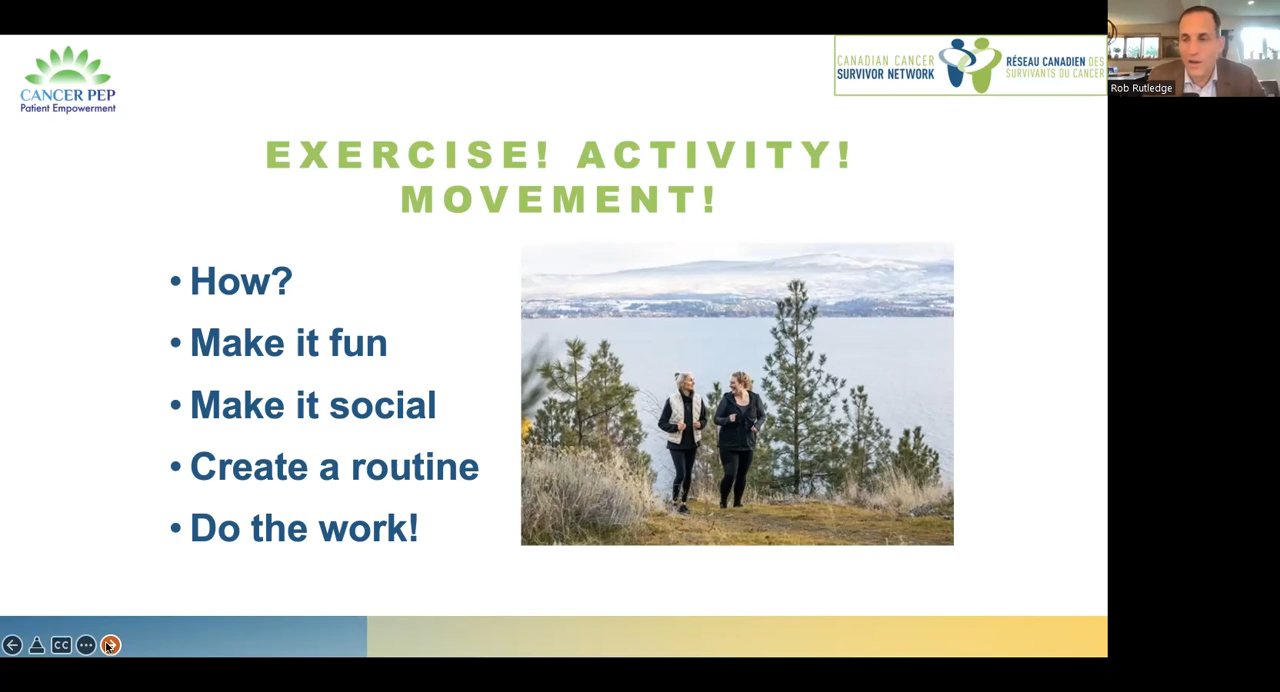 CANCER PEP
Patient Empowerment
CANADIAN CANCER
SURVIVOR NETWORK
RÉSEAU CANADIEN DES
SURVIVANTS DU CANCER
Rob Rutledge
EXERCISE! ACTIVITY!
MOVEMENT!
• How?
• Make it fun
• Make it social
• Create a routine
• Do the work!
CC